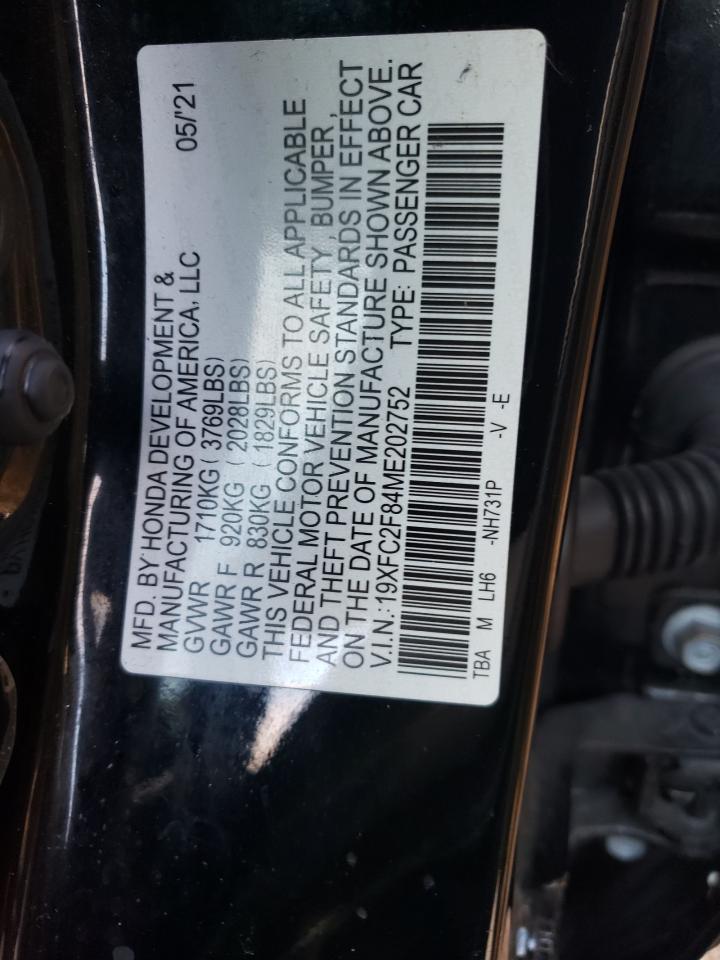 MFD. BY HONDA DEVELOPMENT &
MANUFACTURING OF AMERICA, LLC 05/'21
GVWR 1710KG ( 3769LBS)
GAWR F 920KG ( 2028LBS)
GAWR R 830KG ( 1829LBS)
THIS VEHICLE CONFORMS TO ALL APPLICABLE
FEDERAL MOTOR VEHICLE SAFETY, BUMPER,
AND THEFT PREVENTION STANDARDS IN EFFECT
ON THE DATE OF MANUFACTURE SHOWN ABOVE.
V.I.N.:19XFC2F84ME202752 TYPE: PASSENGER CAR
TBA M LH6 -NH731P -V -E